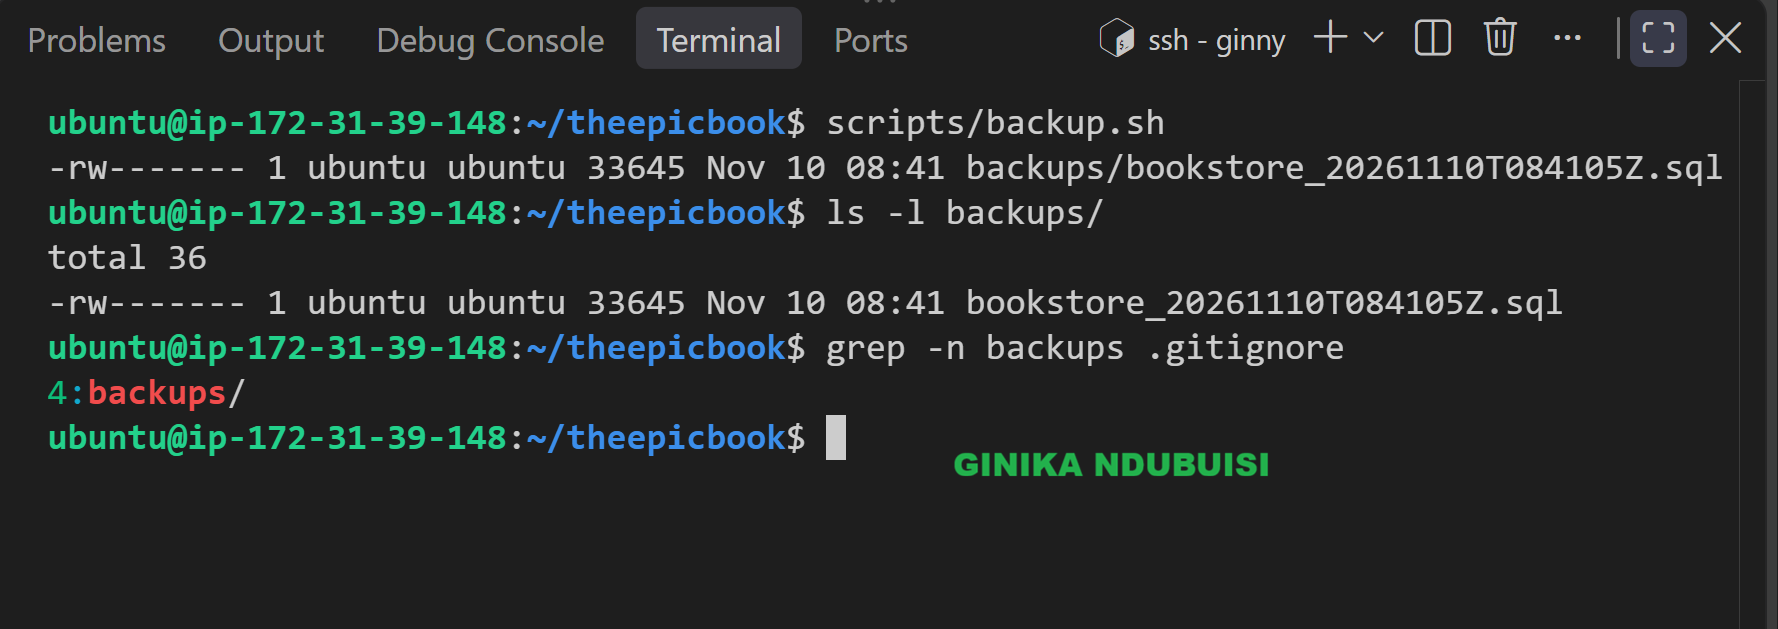 Problems Output Debug Console Terminal Ports ssh - ginny
ubuntu@ip-172-31-39-148:~/theepicbook$ scripts/backup.sh
-rw------- 1 ubuntu ubuntu 33645 Nov 10 08:41 backups/bookstore_20261110T084105Z.sql
ubuntu@ip-172-31-39-148:~/theepicbook$ ls -l backups/
total 36
-rw------- 1 ubuntu ubuntu 33645 Nov 10 08:41 bookstore_20261110T084105Z.sql
ubuntu@ip-172-31-39-148:~/theepicbook$ grep -n backups .gitignore
4:backups/
ubuntu@ip-172-31-39-148:~/theepicbook$
GINIKA NDUBUISI